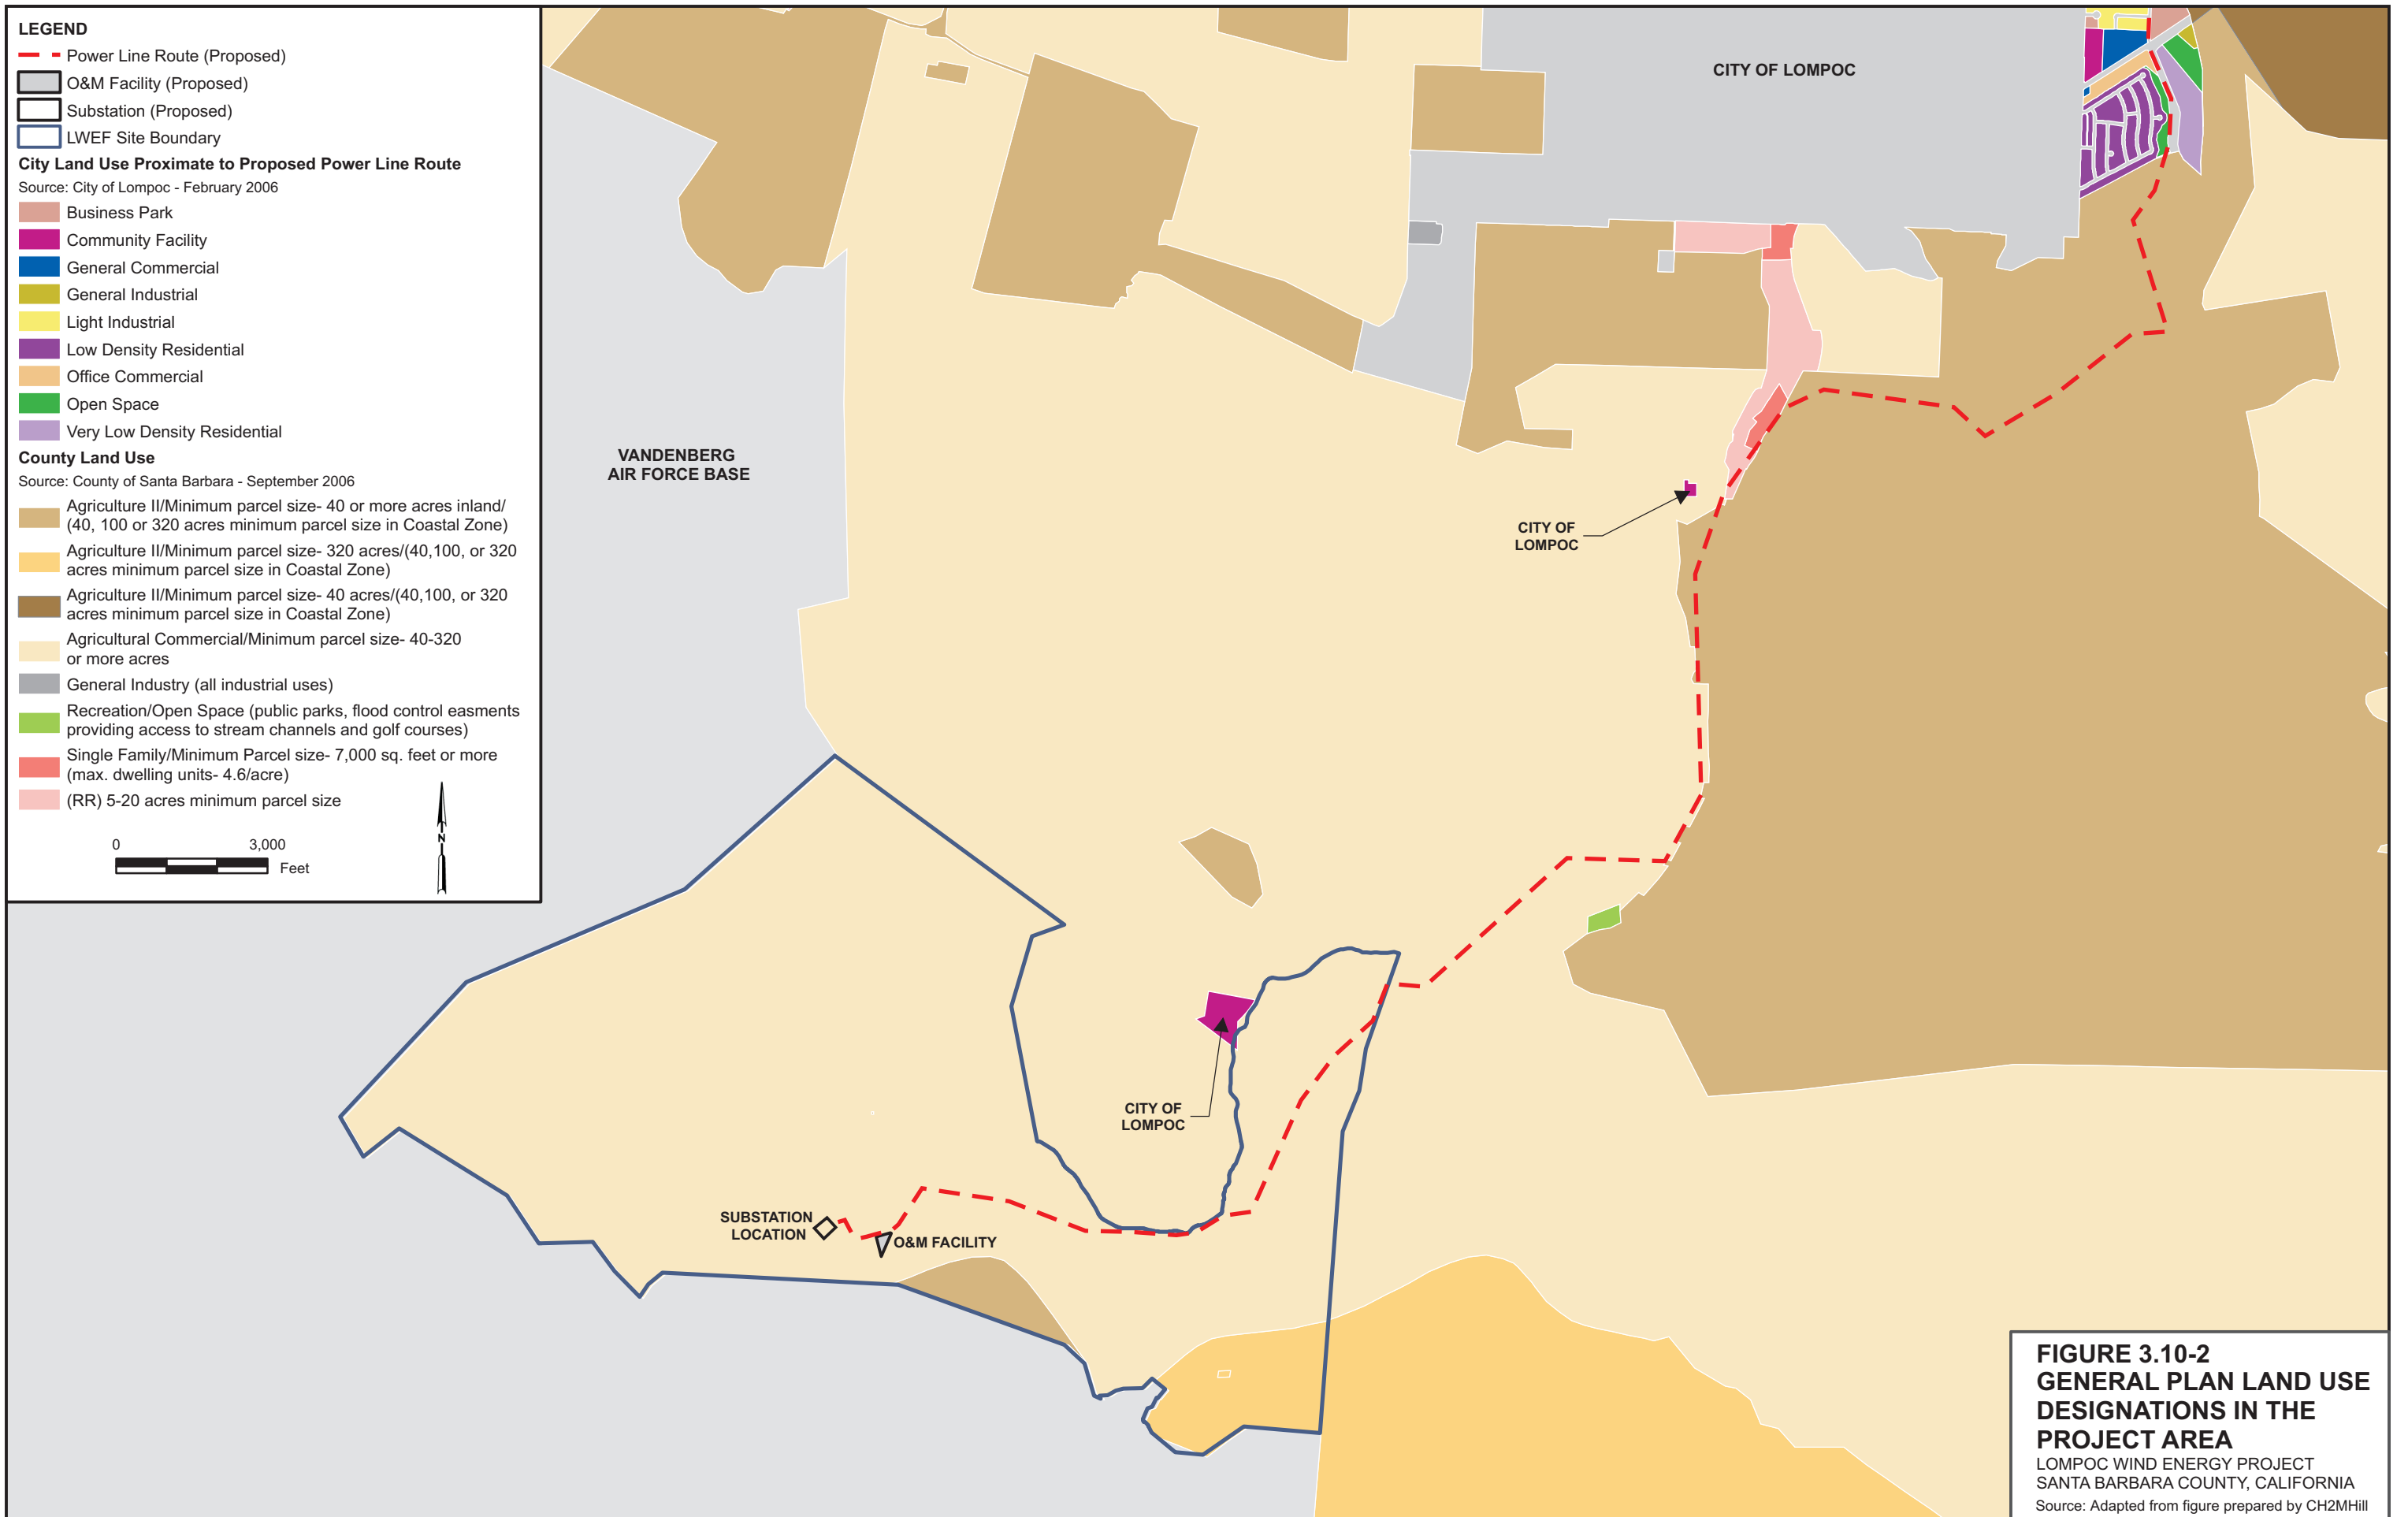 LEGEND
Power Line Route (Proposed)
O&M Facility (Proposed)
Substation (Proposed)
LWEF Site Boundary
City Land Use Proximate to Proposed Power Line Route
Source: City of Lompoc - February 2006
Business Park
Community Facility
General Commercial
General Industrial
Light Industrial
Low Density Residential
Office Commercial
Open Space
Very Low Density Residential
County Land Use
Source: County of Santa Barbara - September 2006
Agriculture II/Minimum parcel size- 40 or more acres inland/
(40, 100 or 320 acres minimum parcel size in Coastal Zone)
Agriculture II/Minimum parcel size- 320 acres/(40,100, or 320
acres minimum parcel size in Coastal Zone)
Agriculture II/Minimum parcel size- 40 acres/(40,100, or 320
acres minimum parcel size in Coastal Zone)
Agricultural Commercial/Minimum parcel size- 40-320
or more acres
General Industry (all industrial uses)
Recreation/Open Space (public parks, flood control easments
providing access to stream channels and golf courses)
Single Family/Minimum Parcel size- 7,000 sq. feet or more
(max. dwelling units- 4.6/acre)
(RR) 5-20 acres minimum parcel size
0 3,000
Feet
N
CITY OF LOMPOC
VANDENBERG
AIR FORCE BASE
CITY OF
LOMPOC
CITY OF
LOMPOC
SUBSTATION
LOCATION
O&M FACILITY
FIGURE 3.10-2
GENERAL PLAN LAND USE
DESIGNATIONS IN THE
PROJECT AREA
LOMPOC WIND ENERGY PROJECT
SANTA BARBARA COUNTY, CALIFORNIA
Source: Adapted from figure prepared by CH2MHill